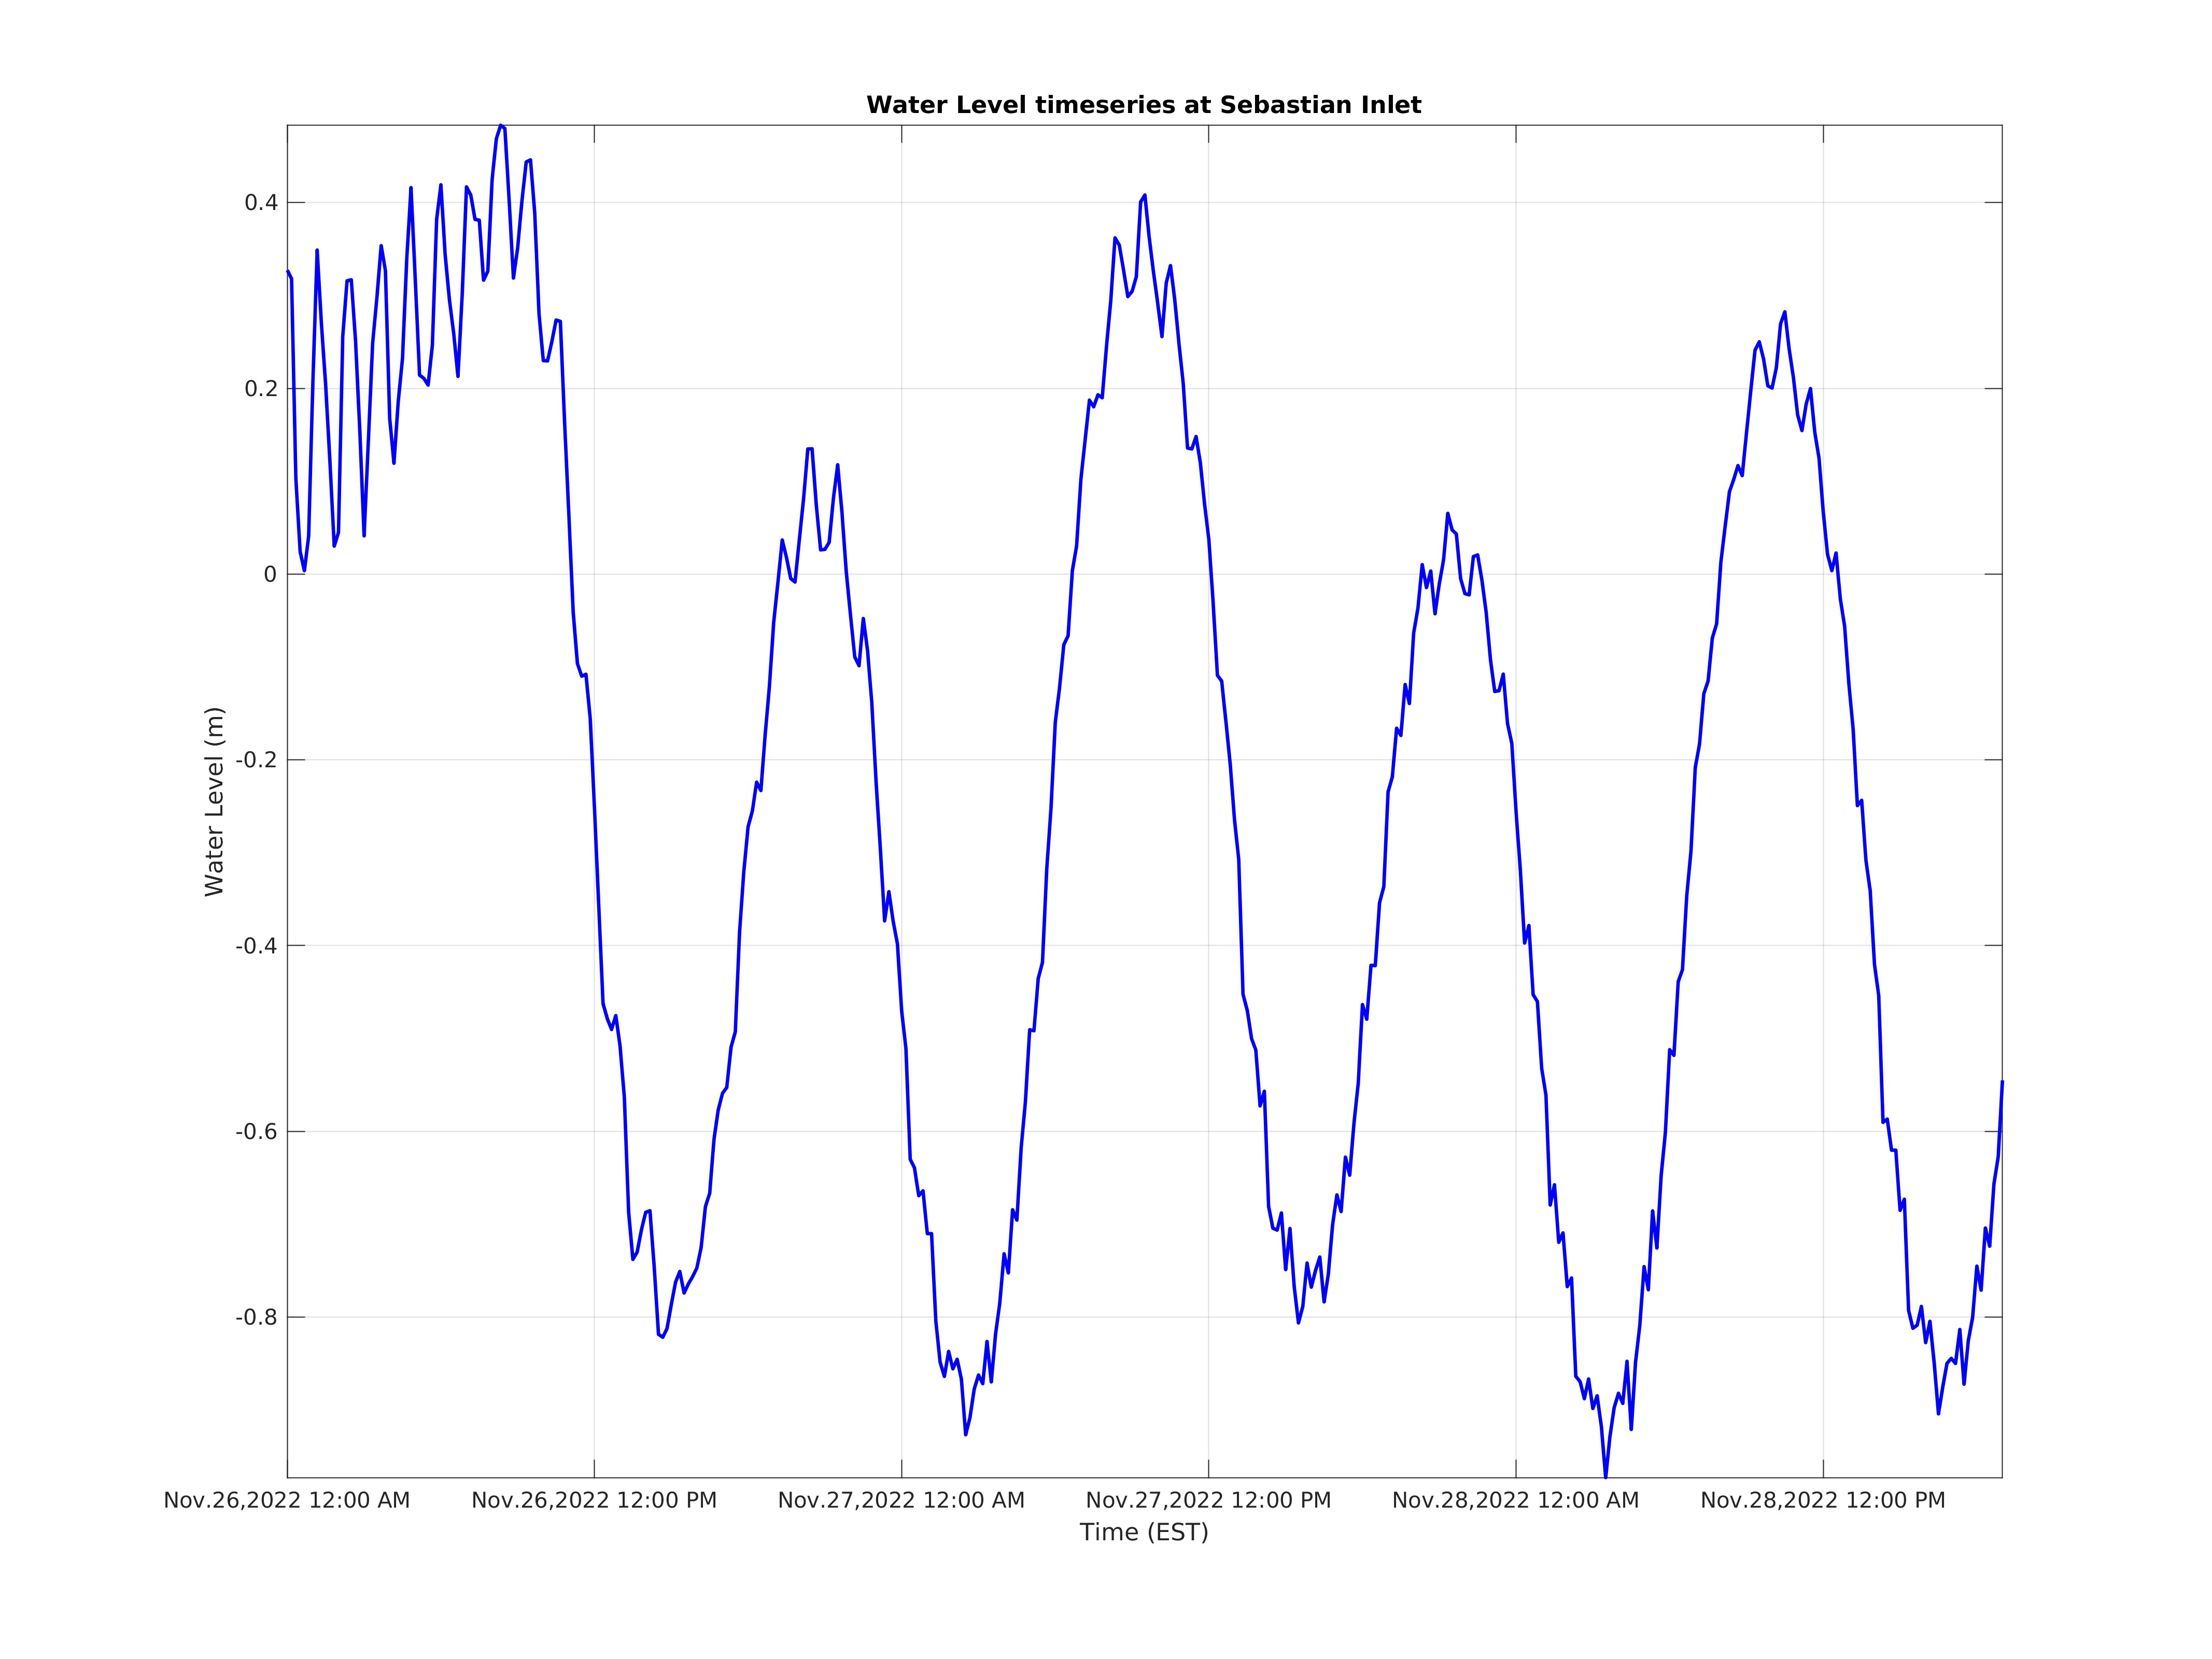 Water Level timeseries at Sebastian Inlet
0.4
0.2
0
-0.2
-0.4
-0.6
-0.8
Water Level (m)
Nov.26,2022 12:00 AM Nov.26,2022 12:00 PM Nov.27,2022 12:00 AM Nov.27,2022 12:00 PM Nov.28,2022 12:00 AM Nov.28,2022 12:00 PM
Time (EST)